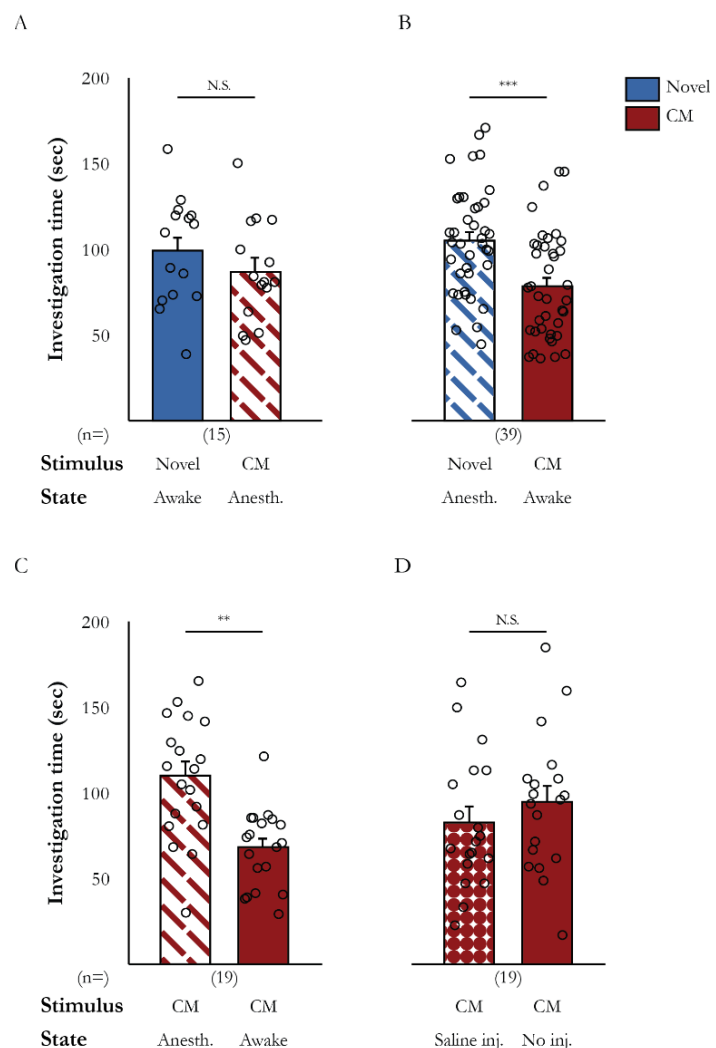 A
B
Investigation time (sec)
200
150
100
50
N.S.
***
Novel
CM
(n=)
(15)
(39)
Stimulus
Novel
CM
Novel
CM
State
Awake
Anesth.
Anesth.
Awake
C
D
Investigation time (sec)
200
150
100
50
**
N.S.
(n=)
(19)
(19)
Stimulus
CM
CM
CM
CM
State
Anesth.
Awake
Saline inj.
No inj.